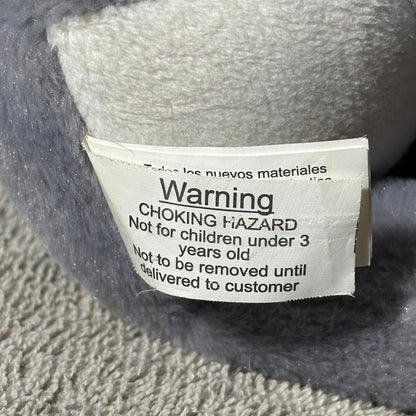 Todos los nuevos materiales
Warning
CHOKING HAZARD
Not for children under 3
years old
Not to be removed until
delivered to customer